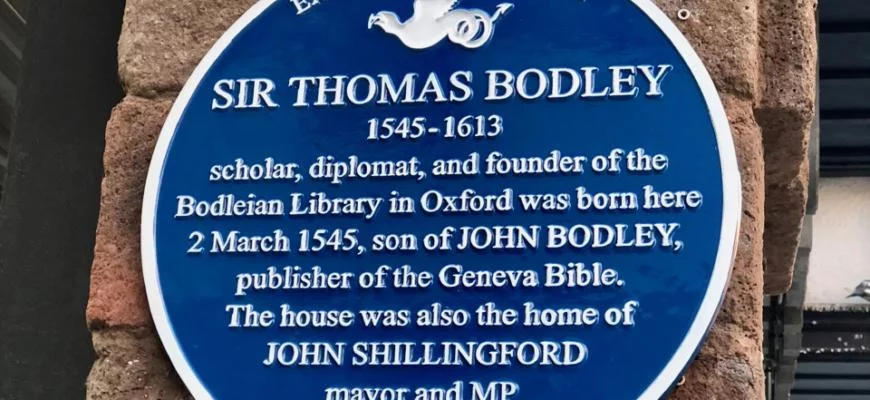 SIR THOMAS BODLEY
1545-1613
scholar, diplomat, and founder of the
Bodleian Library in Oxford was born here
2 March 1545, son of JOHN BODLEY,
publisher of the Geneva Bible.
The house was also the home of
JOHN SHILLINGFORD
mayor and MP